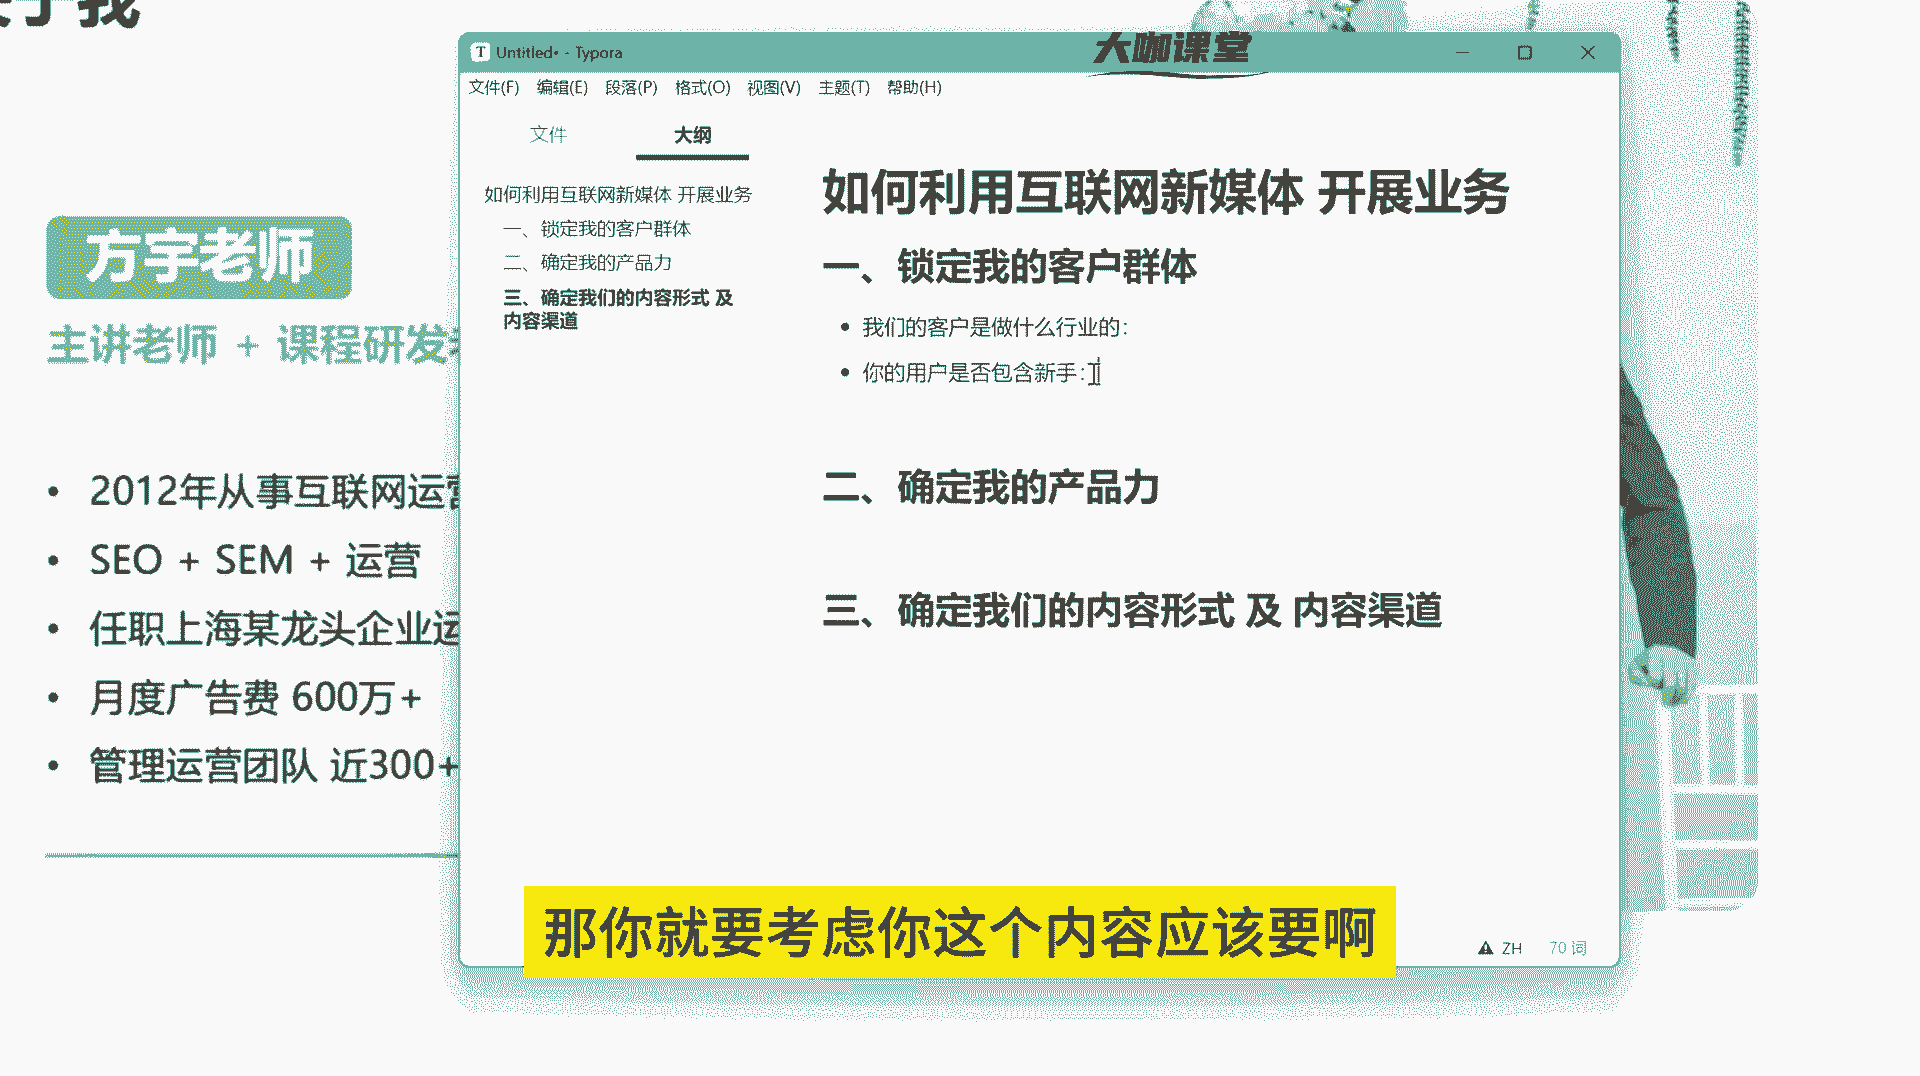 我
方宇老师
主讲老师 + 课程研发
2012年从事互联网运营
SEO + SEM + 运营
任职上海某龙头企业运
月度广告费 600万+
管理运营团队 近300+
Untitled• - Typora
大咖课堂
文件(F) 编辑(E) 段落(P) 格式(O) 视图(V) 主题(T) 帮助(H)
文件 大纲
如何利用互联网新媒体 开展业务
一、锁定我的客户群体
二、确定我的产品力
三、确定我们的内容形式 及
内容渠道
如何利用互联网新媒体 开展业务
一、锁定我的客户群体
我们的客户是做什么行业的：
你的用户是否包含新手：
二、确定我的产品力
三、确定我们的内容形式 及 内容渠道
ZH 70 词
那你就要考虑你这个内容应该要啊